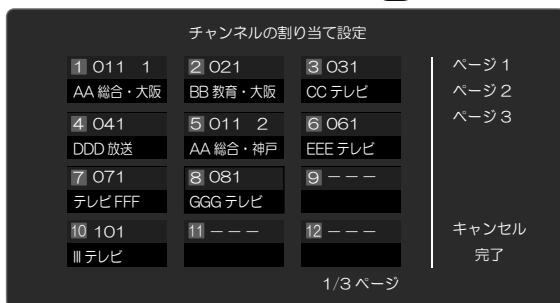 チャンネルの割り当て設定
1 011 1 2 021 3 031 ページ 1
AA 総合・大阪 BB 教育・大阪 CC テレビ ページ 2
4 041 5 011 2 6 061 ページ 3
DDD 放送 AA 総合・神戸 EEE テレビ
7 071 8 081 9 ---
テレビ FFF GGG テレビ
10 101 11 --- 12 --- キャンセル
III テレビ 完了
1/3 ページ